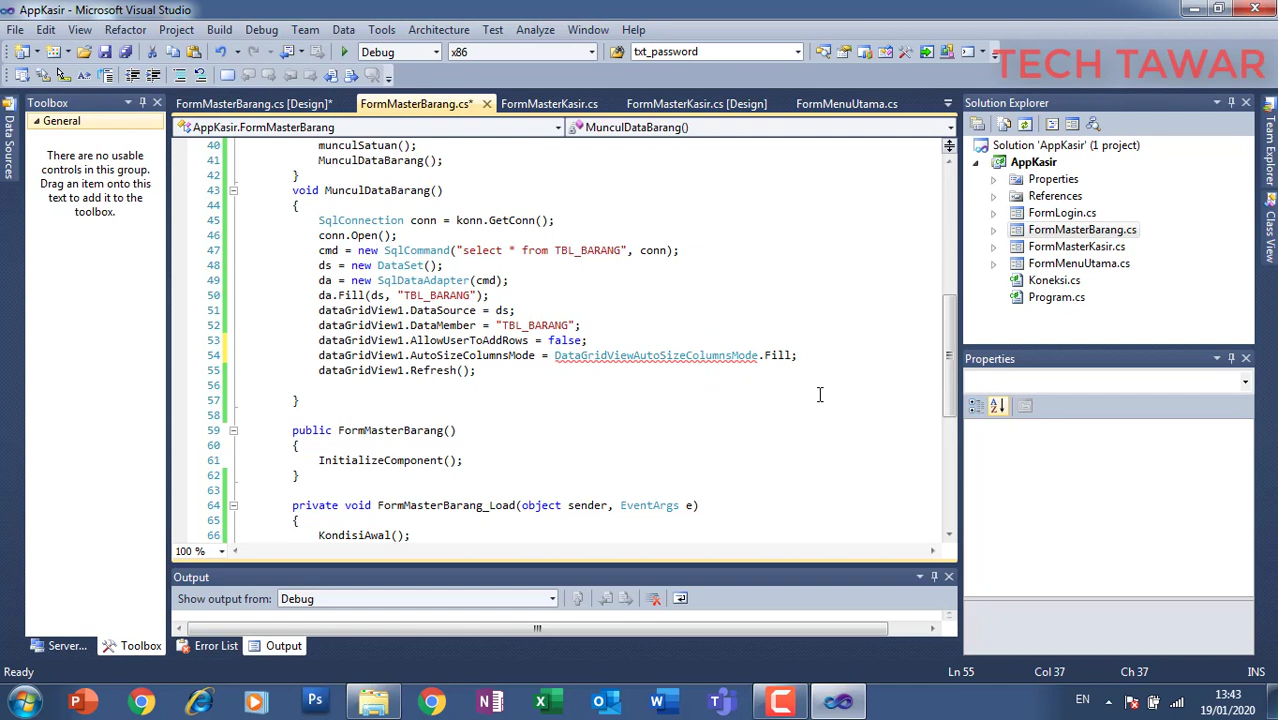 AppKasir - Microsoft Visual Studio
File Edit View Refactor Project Build Debug Team Data Tools Architecture Test Analyze Window Help
Debug x86 txt_password
TECH TAWAR
Toolbox
General
There are no usable
controls in this group.
Drag an item onto this
text to add it to the
toolbox.
Data Sources
FormMasterBarang.cs [Design]* FormMasterBarang.cs* FormMasterKasir.cs FormMasterKasir.cs [Design] FormMenuUtama.cs
AppKasir.FormMasterBarang MunculDataBarang()
40 munculSatuan();
41 MunculDataBarang();
42 }
43 void MunculDataBarang()
44 {
45 SqlConnection conn = konn.GetConn();
46 conn.Open();
47 cmd = new SqlCommand("select * from TBL_BARANG", conn);
48 ds = new DataSet();
49 da = new SqlDataAdapter(cmd);
50 da.Fill(ds, "TBL_BARANG");
51 dataGridView1.DataSource = ds;
52 dataGridView1.DataMember = "TBL_BARANG";
53 dataGridView1.AllowUserToAddRows = false;
54 dataGridView1.AutoSizeColumnsMode = DataGridViewAutoSizeColumnsMode.Fill;
55 dataGridView1.Refresh();
56
57 }
58
59 public FormMasterBarang()
60 {
61 InitializeComponent();
62 }
63
64 private void FormMasterBarang_Load(object sender, EventArgs e)
65 {
66 KondisiAwal();
100 %
Output
Show output from: Debug
Server... Toolbox Error List Output
Solution Explorer
Solution 'AppKasir' (1 project)
AppKasir
Properties
References
FormLogin.cs
FormMasterBarang.cs
FormMasterKasir.cs
FormMenuUtama.cs
Koneksi.cs
Program.cs
Properties
Team Explorer
Class View
Ready Ln 55 Col 37 Ch 37 INS
EN 13:43
19/01/2020